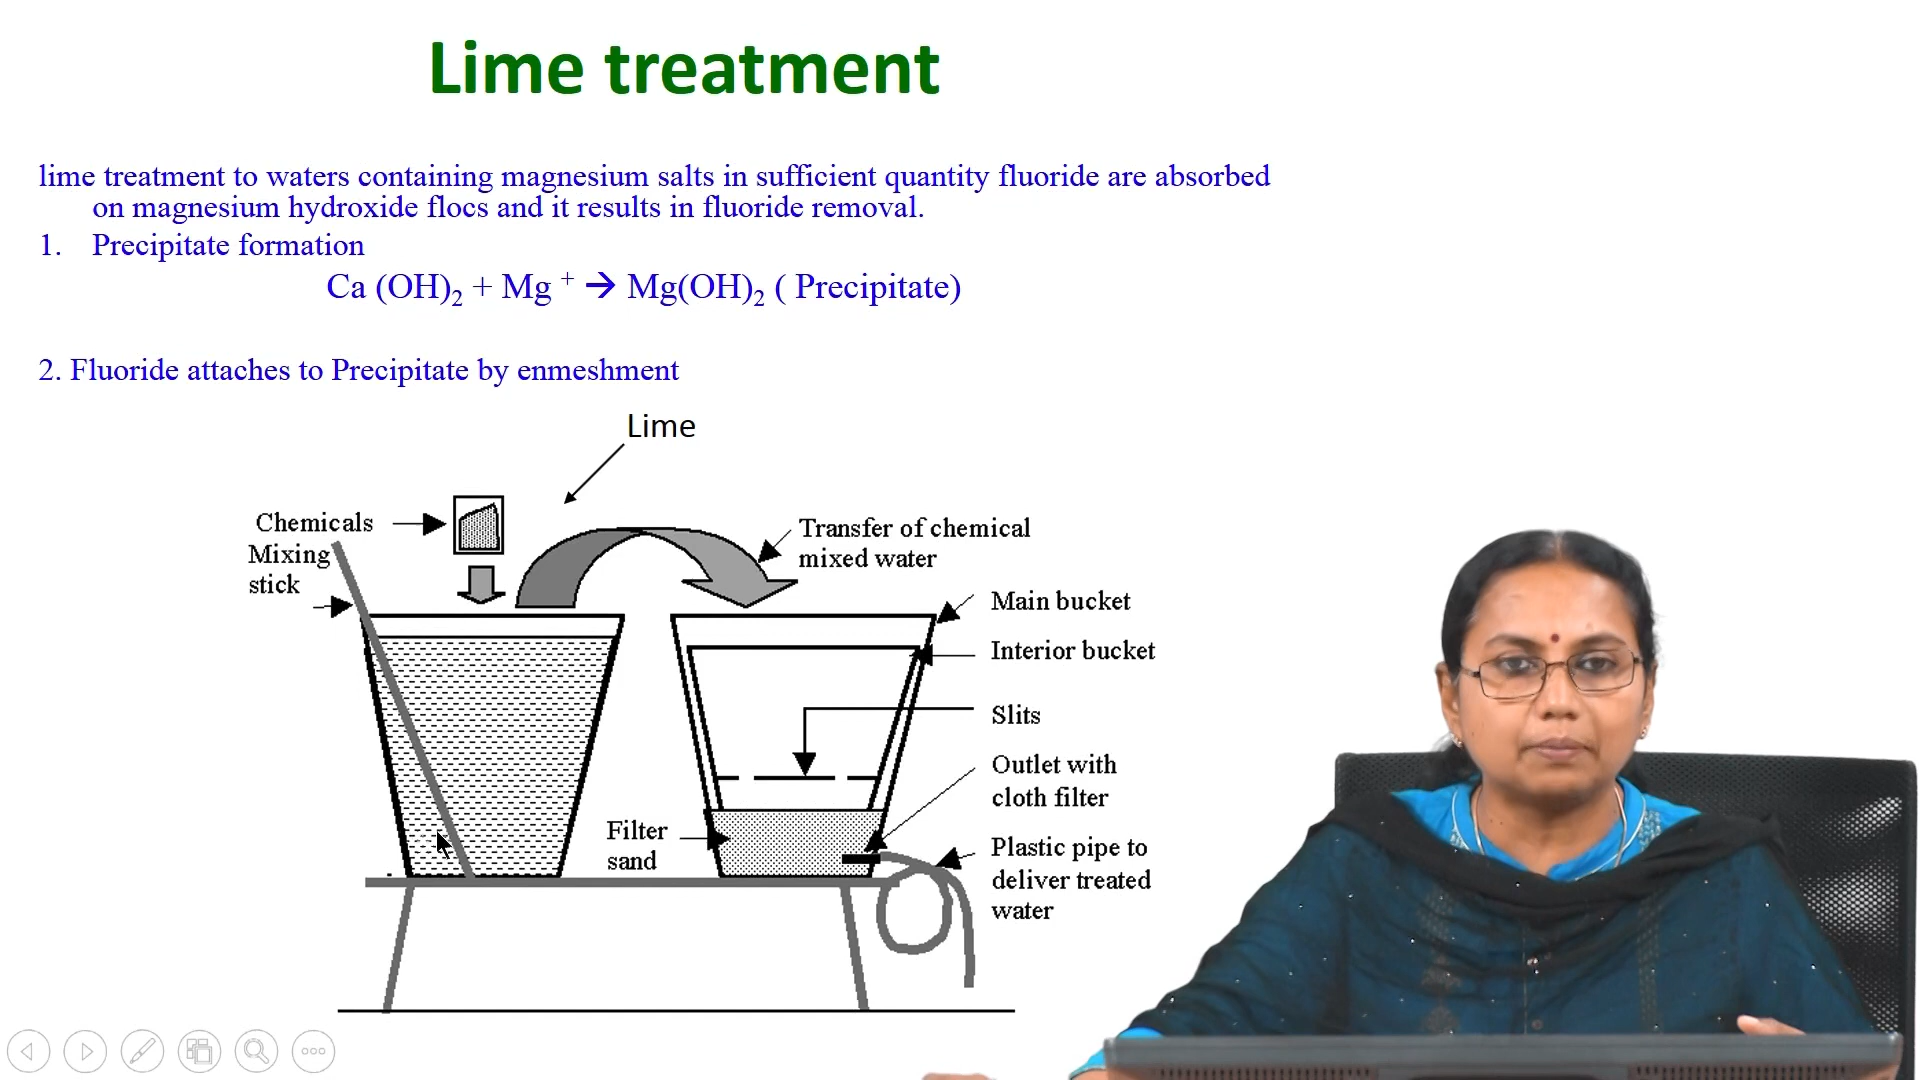 Lime treatment
lime treatment to waters containing magnesium salts in sufficient quantity fluoride are absorbed
on magnesium hydroxide flocs and it results in fluoride removal.
1. Precipitate formation
Ca (OH)₂ + Mg ⁺ → Mg(OH)₂ ( Precipitate)
2. Fluoride attaches to Precipitate by enmeshment
Lime
Chemicals
Mixing
stick
Transfer of chemical
mixed water
Main bucket
Interior bucket
Slits
Outlet with
cloth filter
Filter
sand
Plastic pipe to
deliver treated
water